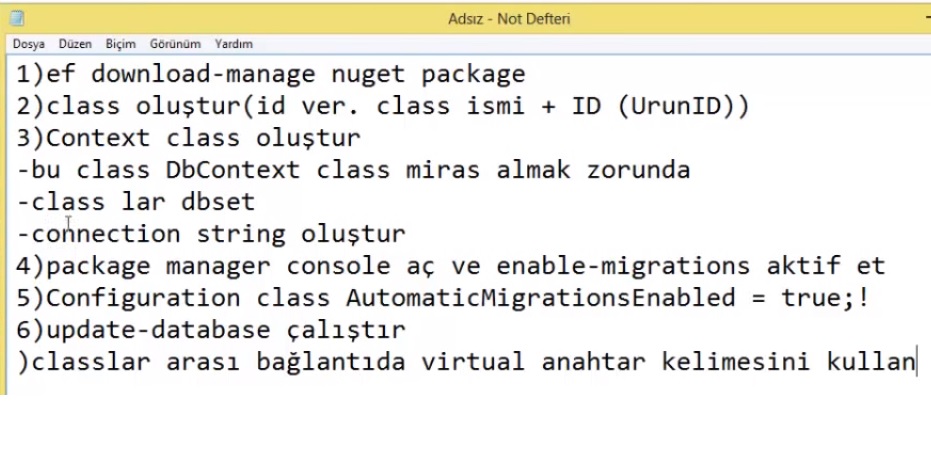 Adsız - Not Defteri
Dosya Düzen Biçim Görünüm Yardım
1)ef download-manage nuget package
2)class oluştur(id ver. class ismi + ID (UrunID))
3)Context class oluştur
-bu class DbContext class miras almak zorunda
-class lar dbset
-connection string oluştur
4)package manager console aç ve enable-migrations aktif et
5)Configuration class AutomaticMigrationsEnabled = true;!
6)update-database çalıştır
)classlar arası bağlantıda virtual anahtar kelimesini kullan